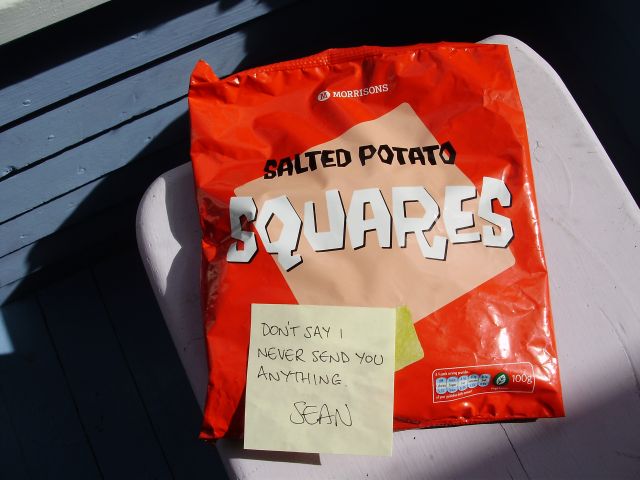 MORRISONS
SALTED POTATO
SQUARES
DON'T SAY I
NEVER SEND YOU
ANYTHING.
SEAN
100g